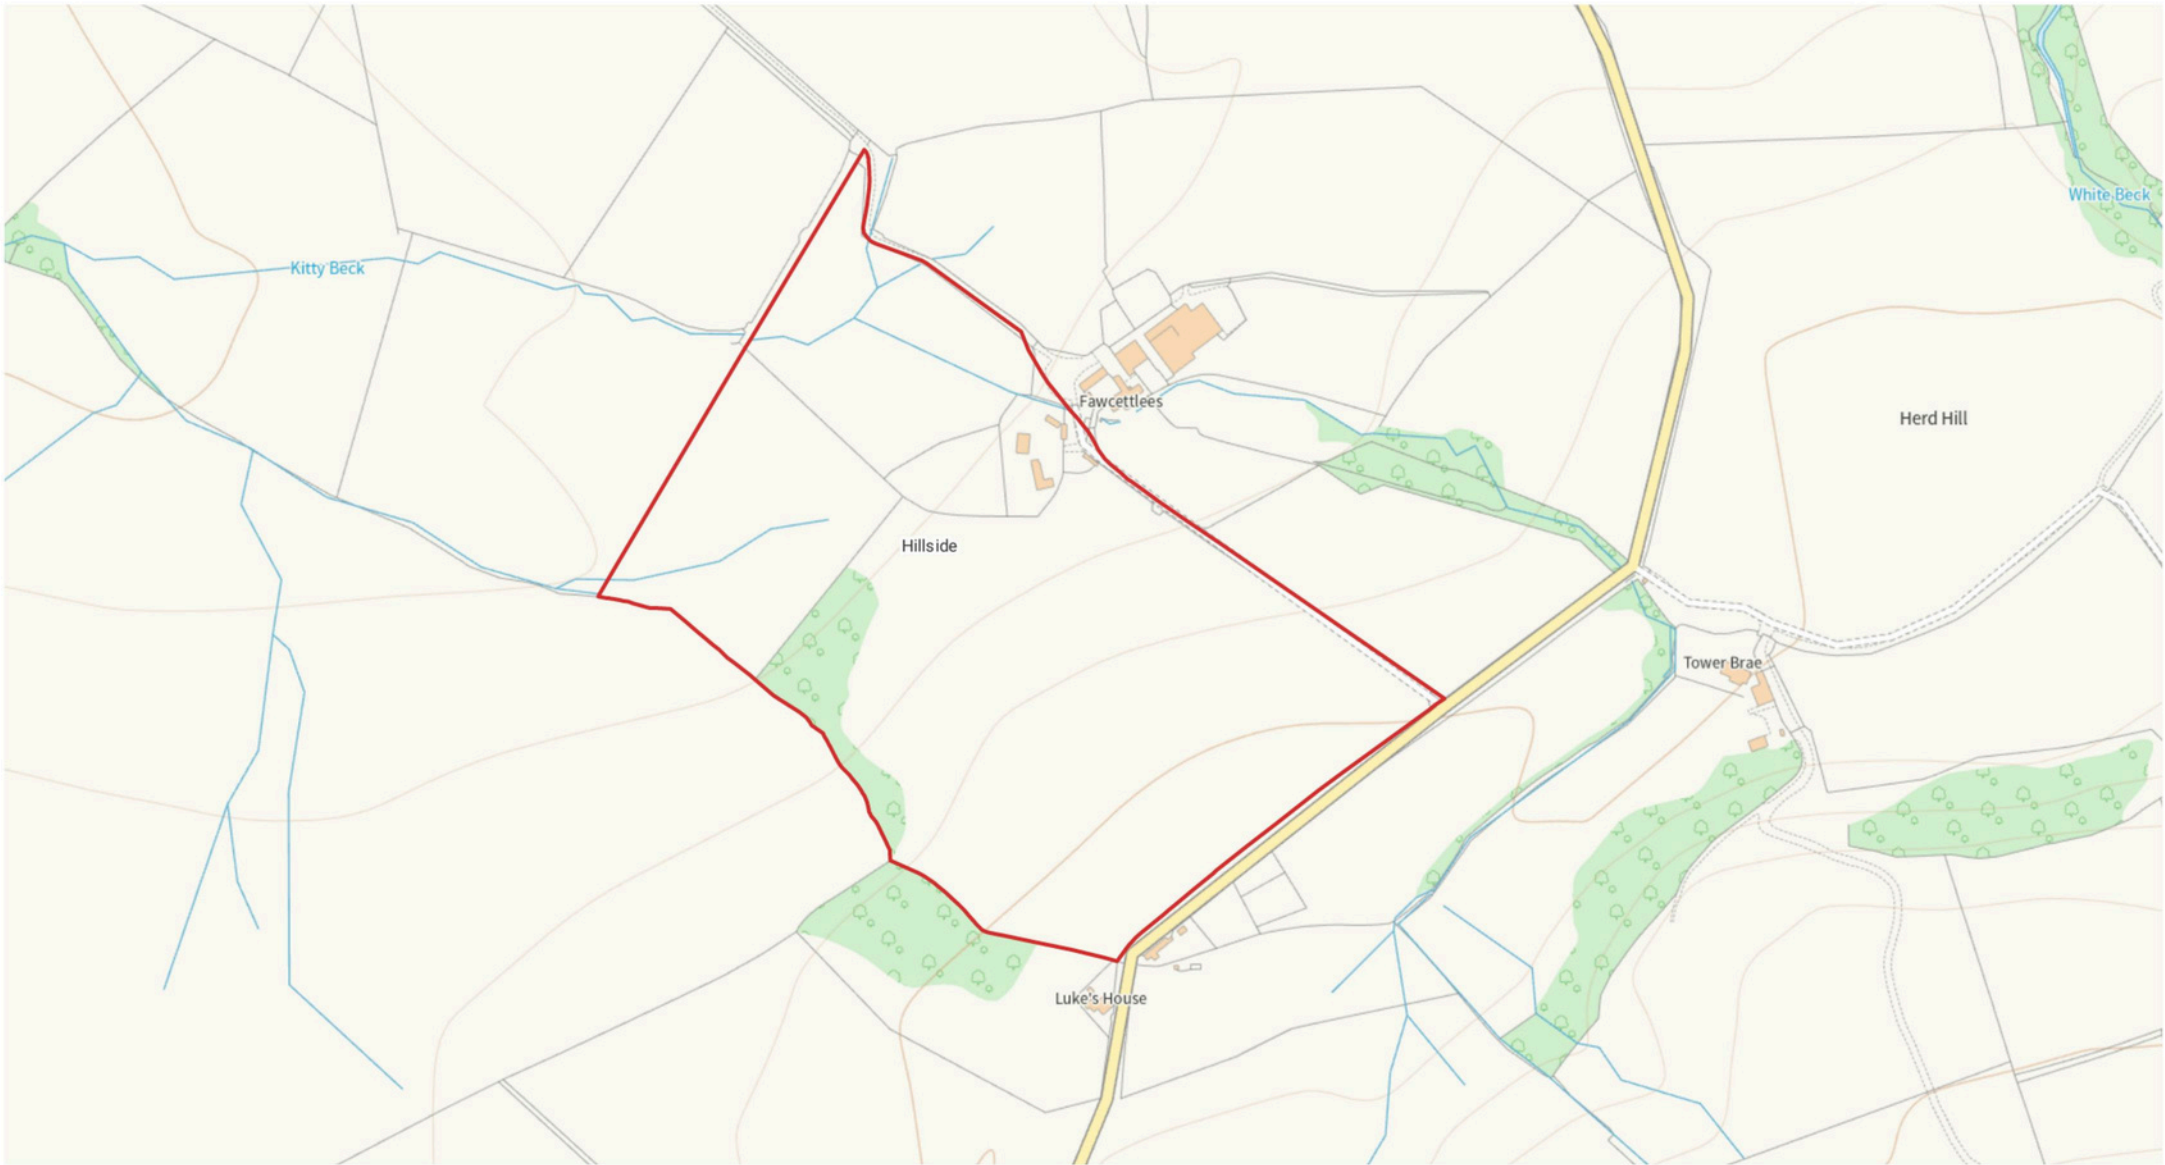 White Beck
Kitty Beck
Fawcettlees
Herd Hill
Hillside
Tower Brae
Luke's House